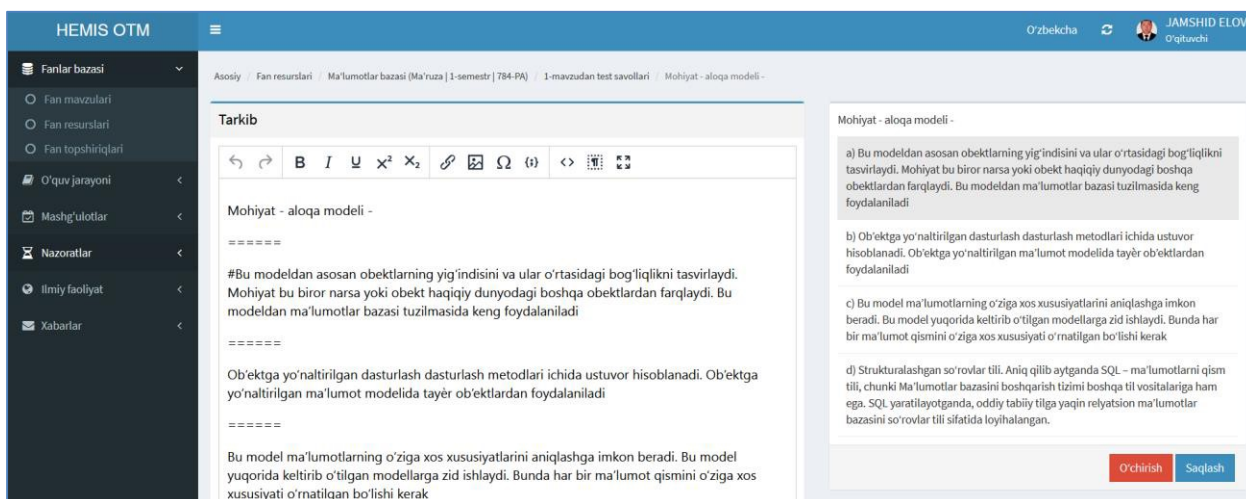 HEMIS OTM
O'zbekcha
JAMSHID ELOV
O'qituvchi
Fanlar bazasi
Fan mavzulari
Fan resurslari
Fan topshiriqlari
O'quv jarayoni
Mashg'ulotlar
Nazoratlar
Ilmiy faoliyat
Xabarlar
Asosiy / Fan resurslari / Ma'lumotlar bazasi (Ma'ruza | 1-semestr | 784-PA) / 1-mavzudan test savollari / Mohiyat - aloqa modeli -
Tarkib
Mohiyat - aloqa modeli -
======
#Bu modeldan asosan obektlarning yig'indisini va ular o'rtasidagi bog'liqlikni tasvirlaydi.
Mohiyat bu biror narsa yoki obekt haqiqiy dunyodagi boshqa obektlardan farqlaydi. Bu
modeldan ma'lumotlar bazasi tuzilmasida keng foydalaniladi
======
Ob'ektga yo'naltirilgan dasturlash dasturlash metodlari ichida ustuvor hisoblanadi. Ob'ektga
yo'naltirilgan ma'lumot modelida tayèr ob'ektlardan foydalaniladi
======
Bu model ma'lumotlarning o'ziga xos xususiyatlarini aniqlashga imkon beradi. Bu model
yuqorida keltirib o'tilgan modellarga zid ishlaydi. Bunda har bir ma'lumot qismini o'ziga xos
xususiyati o'rnatilgan bo'lishi kerak
Mohiyat - aloqa modeli -
a) Bu modeldan asosan obektlarning yig'indisini va ular o'rtasidagi bog'liqlikni
tasvirlaydi. Mohiyat bu biror narsa yoki obekt haqiqiy dunyodagi boshqa
obektlardan farqlaydi. Bu modeldan ma'lumotlar bazasi tuzilmasida keng
foydalaniladi
b) Ob'ektga yo'naltirilgan dasturlash dasturlash metodlari ichida ustuvor
hisoblanadi. Ob'ektga yo'naltirilgan ma'lumot modelida tayèr ob'ektlardan
foydalaniladi
c) Bu model ma'lumotlarning o'ziga xos xususiyatlarini aniqlashga imkon
beradi. Bu model yuqorida keltirib o'tilgan modellarga zid ishlaydi. Bunda har
bir ma'lumot qismini o'ziga xos xususiyati o'rnatilgan bo'lishi kerak
d) Strukturalashgan so'rovlar tili. Aniq qilib aytganda SQL – ma'lumotlarni qism
tili, chunki Ma'lumotlar bazasini boshqarish tizimi boshqa til vositalariga ham
ega. SQL yaratilayotganda, oddiy tabiiy tilga yaqin relyatsion ma'lumotlar
bazasini so'rovlar tili sifatida loyihalangan.
O'chirish
Saqlash